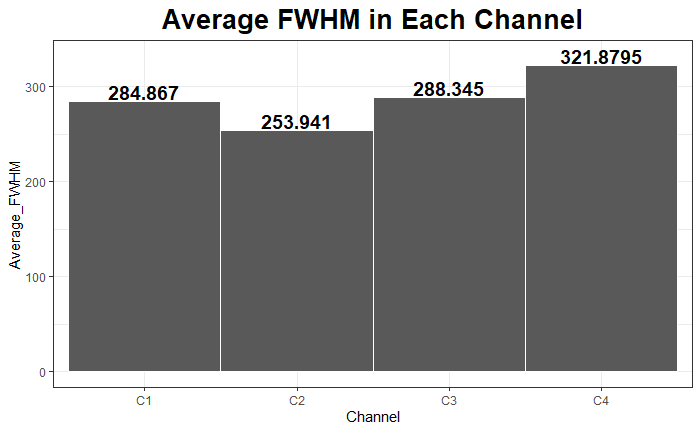 Average FWHM in Each Channel
321.8795
284.867
288.345
253.941
300
200
100
0
Average_FWHM
C1 C2 C3 C4
Channel